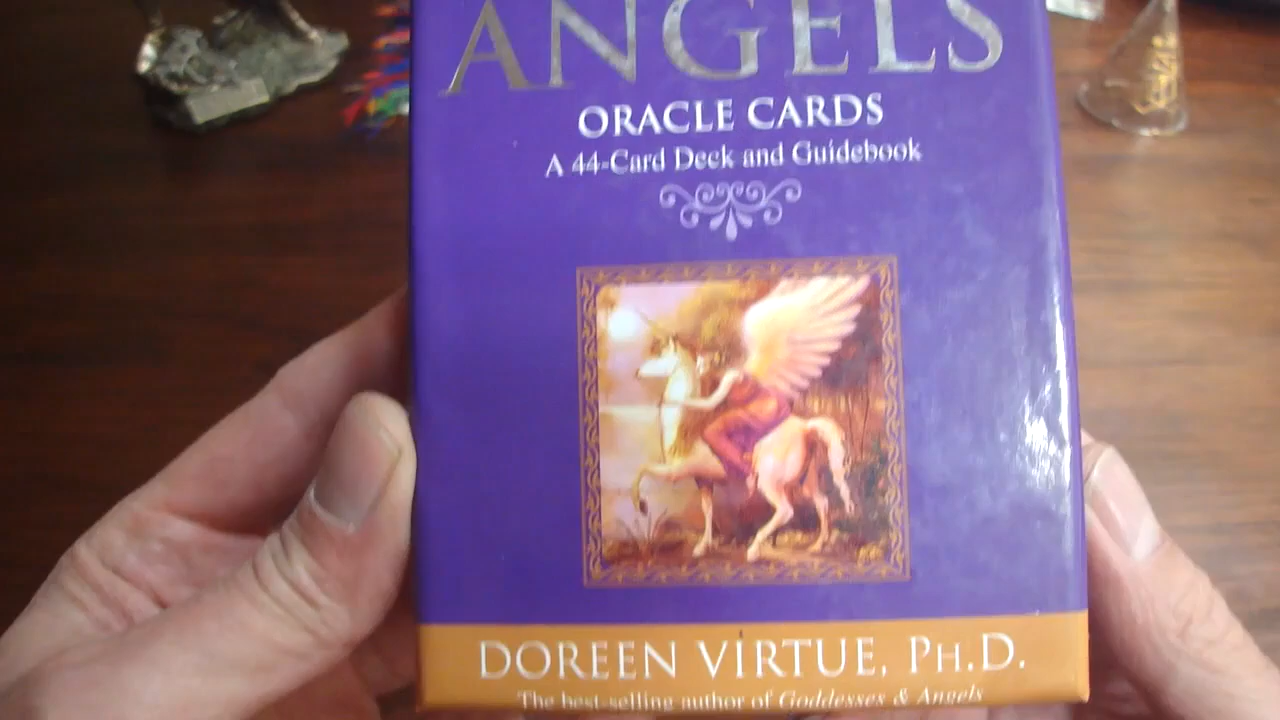 ANGELS
ORACLE CARDS
A 44-Card Deck and Guidebook
DOREEN VIRTUE, PH.D.
The best-selling author of Goddesses & Angels